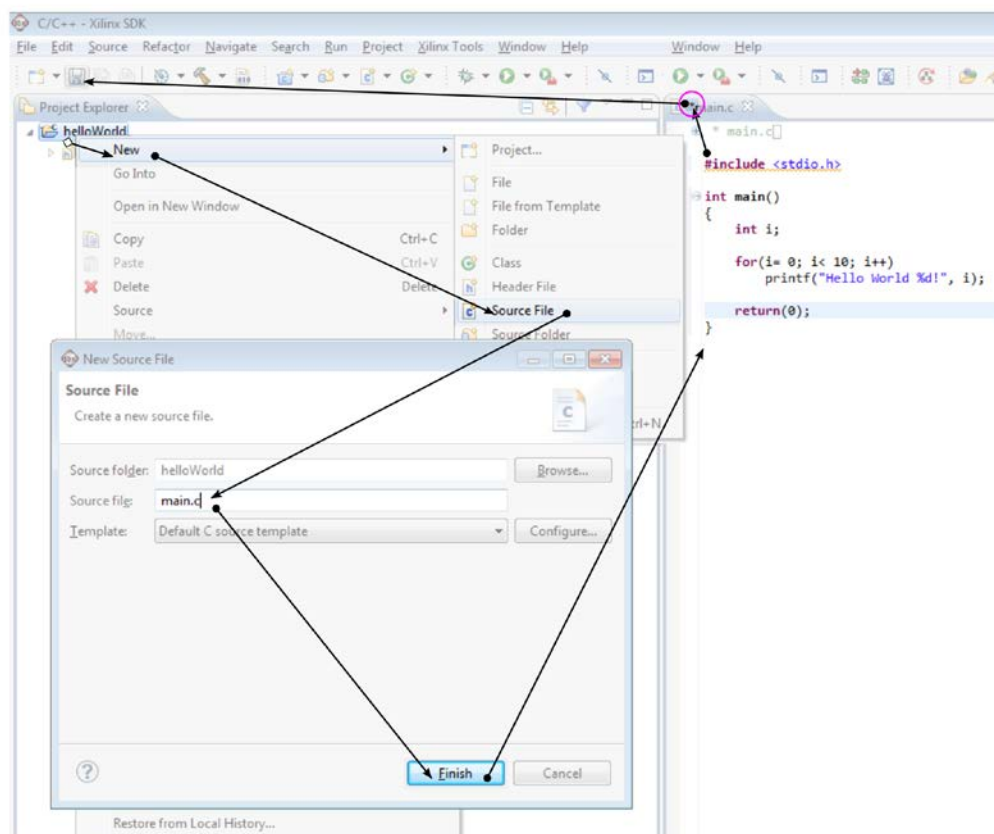 C/C++ - Xilinx SDK
File Edit Source Refactor Navigate Search Run Project Xilinx Tools Window Help
Window Help
Project Explorer
main.c
helloWorld
* main.c
New
Go Into
Open in New Window
Copy Ctrl+C
Paste Ctrl+V
Delete Delete
Source
Move...
Project...
File
File from Template
Folder
Class
Header File
Source File
Source Folder
#include <stdio.h>
int main()
{
int i;
for(i= 0; i< 10; i++)
printf("Hello World %d!", i);
return(0);
}
New Source File
Source File
Create a new source file.
C
Source folder: helloWorld Browse...
Source file: main.c
Template: Default C source template Configure...
? Finish Cancel
Restore from Local History...